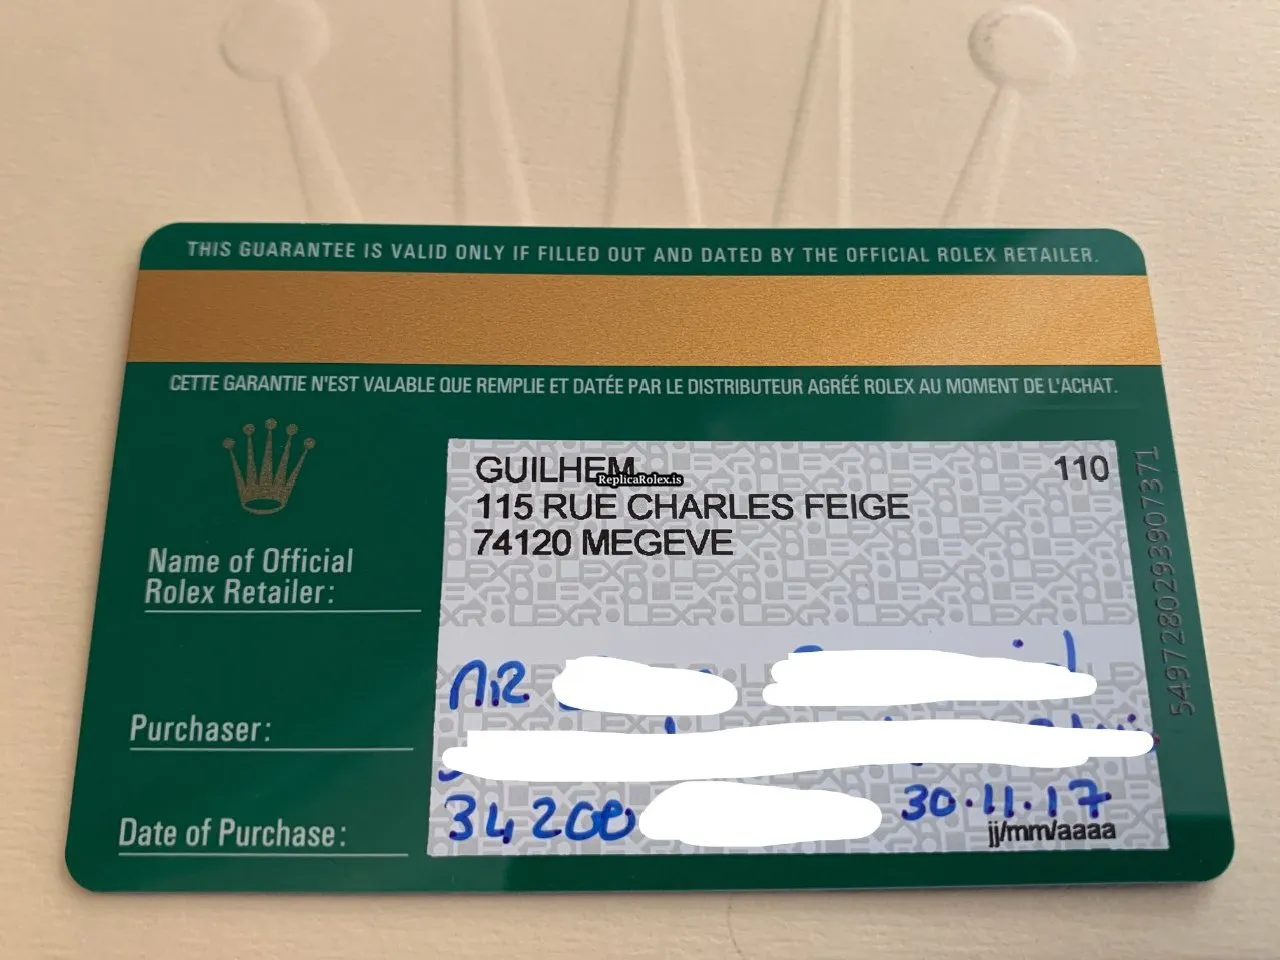 THIS GUARANTEE IS VALID ONLY IF FILLED OUT AND DATED BY THE OFFICIAL ROLEX RETAILER.
CETTE GARANTIE N'EST VALABLE QUE REMPLIE ET DATÉE PAR LE DISTRIBUTEUR AGRÉÉ ROLEX AU MOMENT DE L'ACHAT.
GUILHEM 110
ReplicaRolex.is
115 RUE CHARLES FEIGE
74120 MEGEVE
Name of Official
Rolex Retailer:
5497280293907371
Purchaser: MR
Date of Purchase: 34200 30.11.17
jj/mm/aaaa